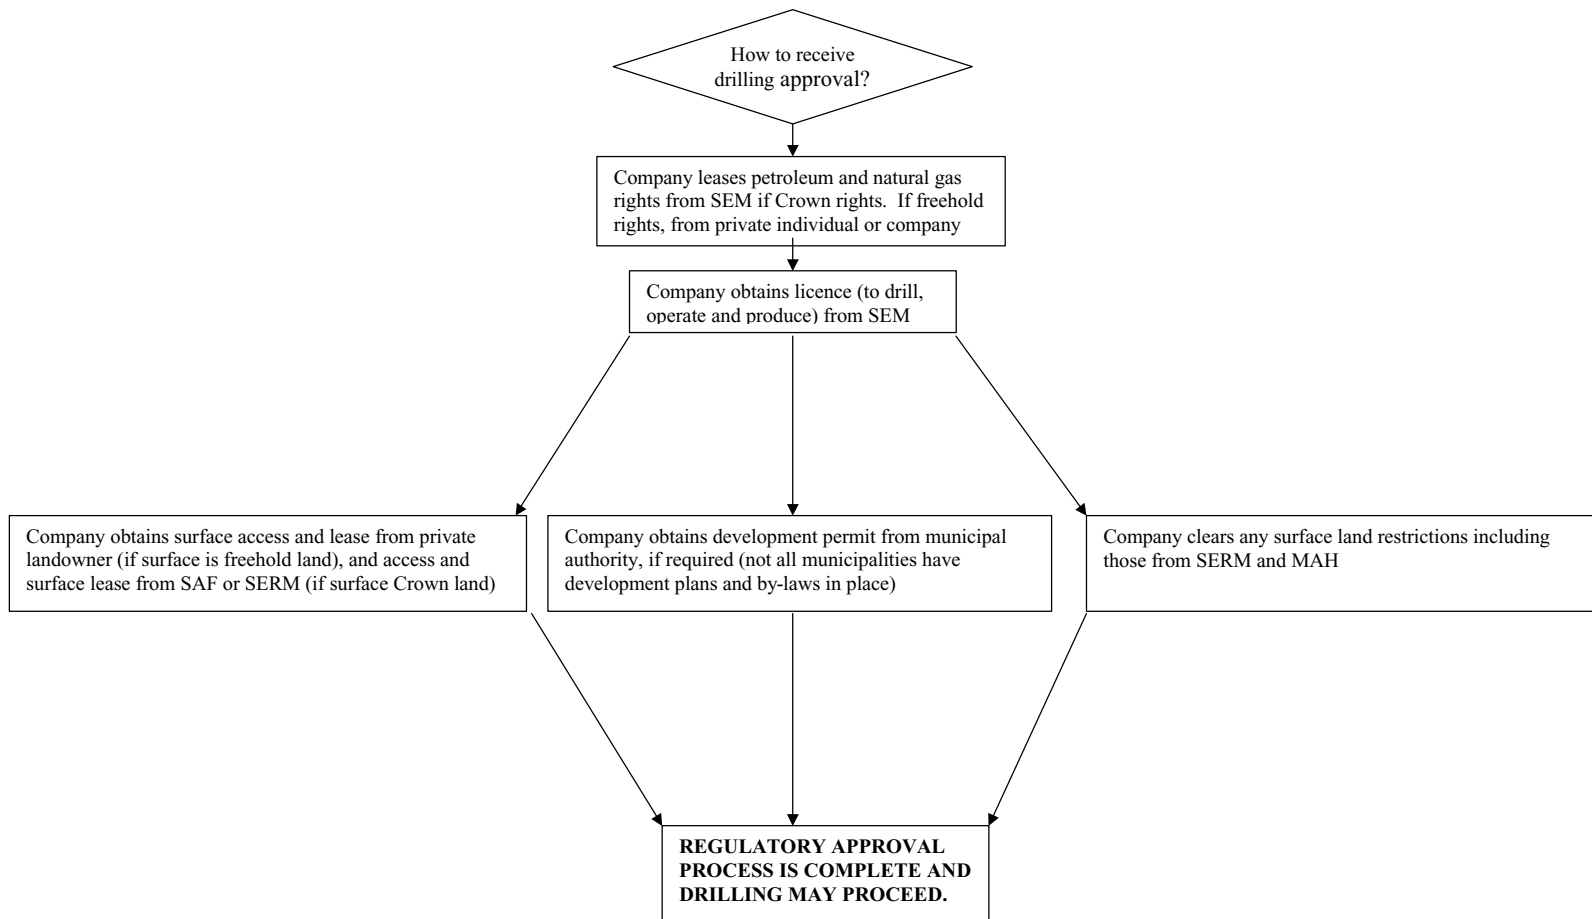 How to receive
drilling approval?
Company leases petroleum and natural gas
rights from SEM if Crown rights.  If freehold
rights, from private individual or company
Company obtains licence (to drill,
operate and produce) from SEM
Company obtains surface access and lease from private
landowner (if surface is freehold land), and access and
surface lease from SAF or SERM (if surface Crown land)
Company obtains development permit from municipal
authority, if required (not all municipalities have
development plans and by-laws in place)
Company clears any surface land restrictions including
those from SERM and MAH
REGULATORY APPROVAL
PROCESS IS COMPLETE AND
DRILLING MAY PROCEED.